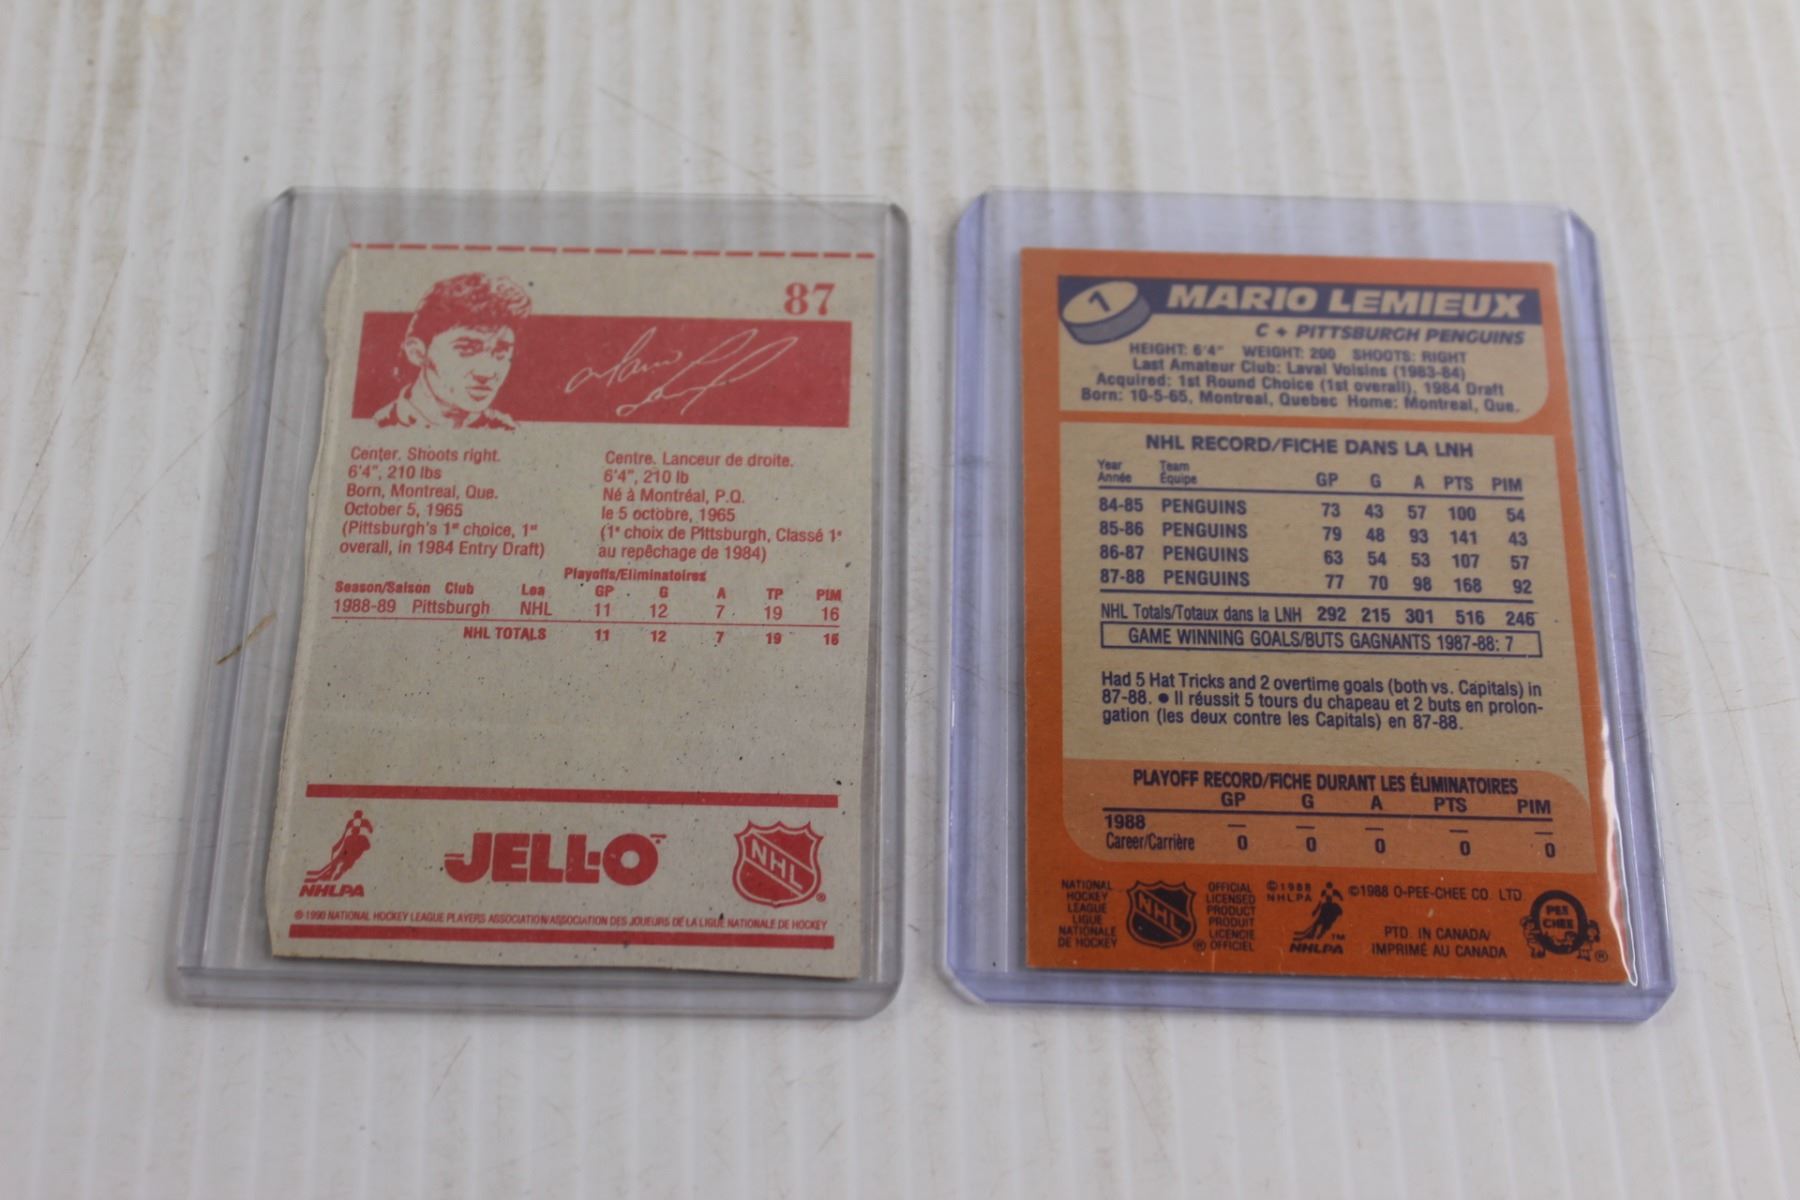 87
Center. Shoots right.
6'4", 210 lbs
Born, Montreal, Que.
October 5, 1965
(Pittsburgh's 1st choice, 1st
overall, in 1984 Entry Draft)
Centre. Lanceur de droite.
6'4", 210 lb
Né à Montréal, P.Q.
le 5 octobre, 1965
(1e choix de Pittsburgh, Classé 1e
au repêchage de 1984)
Playoffs/Eliminatoires
Season/Saison Club Lea GP G A TP PIM
1988-89 Pittsburgh NHL 11 12 7 19 16
NHL TOTALS 11 12 7 19 16
NHLPA
JELL-O
NHL
© 1990 NATIONAL HOCKEY LEAGUE PLAYERS ASSOCIATION/ASSOCIATION DES JOUEURS DE LA LIGUE NATIONALE DE HOCKEY
1 MARIO LEMIEUX
C + PITTSBURGH PENGUINS
HEIGHT: 6'4" WEIGHT: 200 SHOOTS: RIGHT
Last Amateur Club: Laval Voisins (1983-84)
Acquired: 1st Round Choice (1st overall), 1984 Draft
Born: 10-5-65, Montreal, Quebec Home: Montreal, Que.
NHL RECORD/FICHE DANS LA LNH
Year Team
Année Équipe GP G A PTS PIM
84-85 PENGUINS 73 43 57 100 54
85-86 PENGUINS 79 48 93 141 43
86-87 PENGUINS 63 54 53 107 57
87-88 PENGUINS 77 70 98 168 92
NHL Totals/Totaux dans la LNH 292 215 301 516 246
GAME WINNING GOALS/BUTS GAGNANTS 1987-88: 7
Had 5 Hat Tricks and 2 overtime goals (both vs. Capitals) in
87-88. ● Il réussit 5 tours du chapeau et 2 buts en prolon-
gation (les deux contre les Capitals) en 87-88.
PLAYOFF RECORD/FICHE DURANT LES ÉLIMINATOIRES
GP G A PTS PIM
1988 — — — — —
Career/Carrière 0 0 0 0 0
NATIONAL
HOCKEY
LEAGUE
LIGUE
NATIONALE
DE HOCKEY
NHL
®
OFFICIAL
LICENSED
PRODUCT
PRODUIT
LICENCIE
OFFICIEL
©1988
NHLPA
TM
NHLPA
©1988 O-PEE-CHEE CO. LTD.
PTD. IN CANADA/
IMPRIMÉ AU CANADA
PEE
CHEE
®